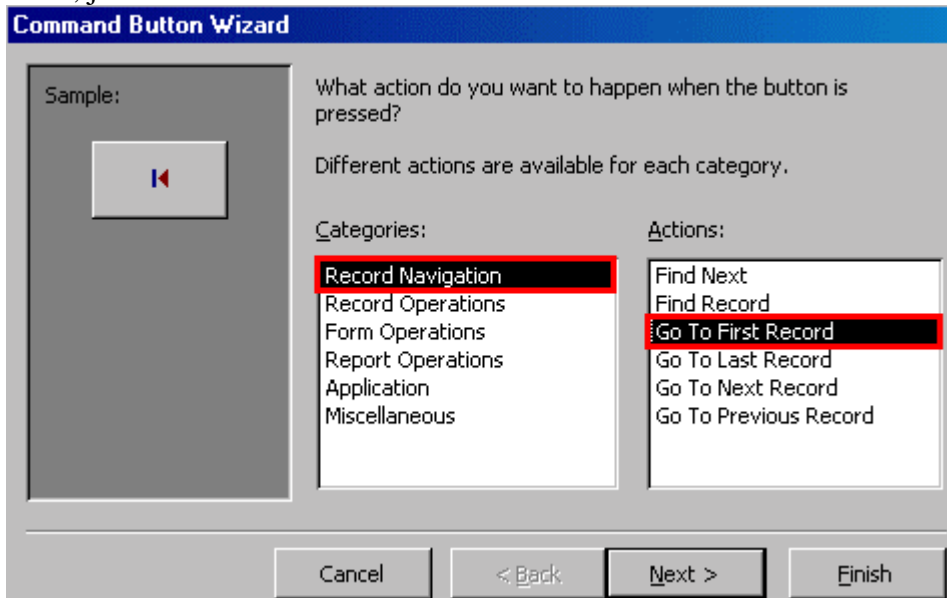 Command Button Wizard
Sample:
What action do you want to happen when the button is
pressed?
Different actions are available for each category.
Categories:
Record Navigation
Record Operations
Form Operations
Report Operations
Application
Miscellaneous
Actions:
Find Next
Find Record
Go To First Record
Go To Last Record
Go To Next Record
Go To Previous Record
Cancel
< Back
Next >
Finish